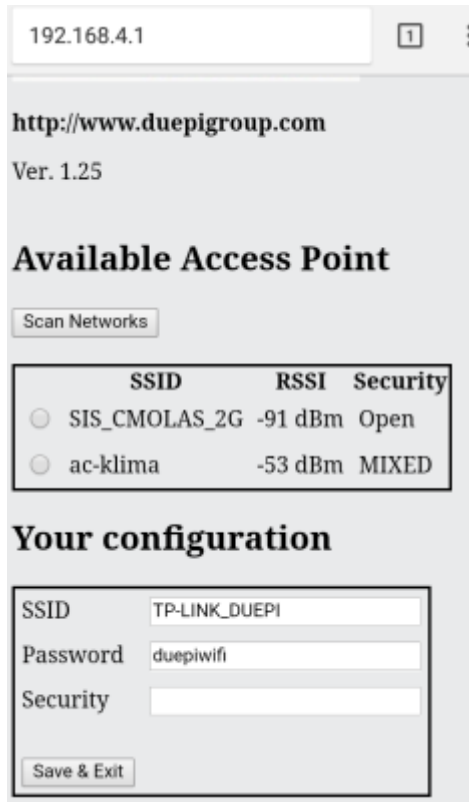 192.168.4.1 1
http://www.duepigroup.com
Ver. 1.25
Available Access Point
Scan Networks
SSID RSSI Security
SIS_CMOLAS_2G -91 dBm Open
ac-klima -53 dBm MIXED
Your configuration
SSID TP-LINK_DUEPI
Password duepiwifi
Security
Save & Exit